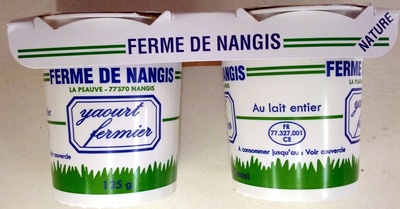 FERME DE NANGIS
NATURE
FERME DE NANGIS
LA PSAUVE - 77370 NANGIS
yaourt
fermier
125 g
FERME
Au lait entier
FR
77.327.001
CE
A consommer jusqu'au : Voir couvercle